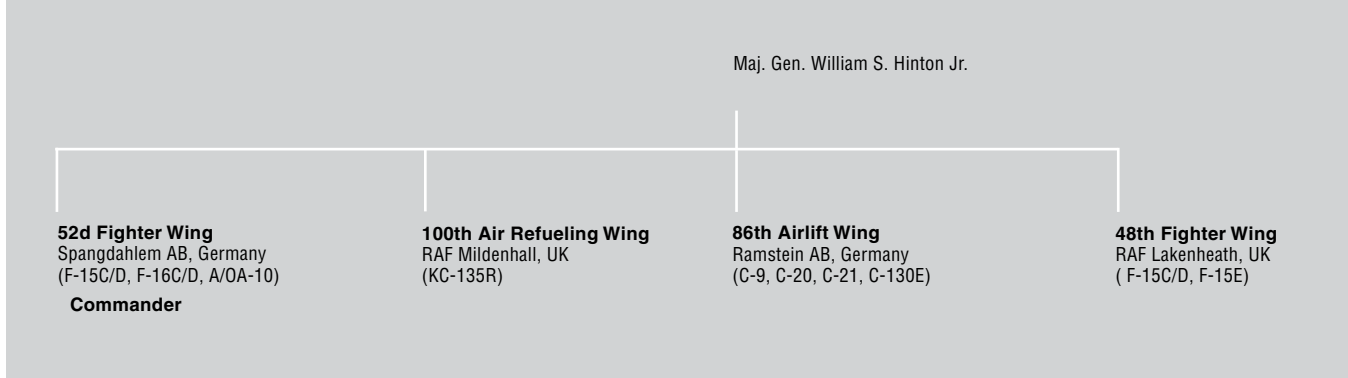 Maj. Gen. William S. Hinton Jr.
52d Fighter Wing
Spangdahlem AB, Germany
(F-15C/D, F-16C/D, A/OA-10)
Commander
100th Air Refueling Wing
RAF Mildenhall, UK
(KC-135R)
86th Airlift Wing
Ramstein AB, Germany
(C-9, C-20, C-21, C-130E)
48th Fighter Wing
RAF Lakenheath, UK
( F-15C/D, F-15E)